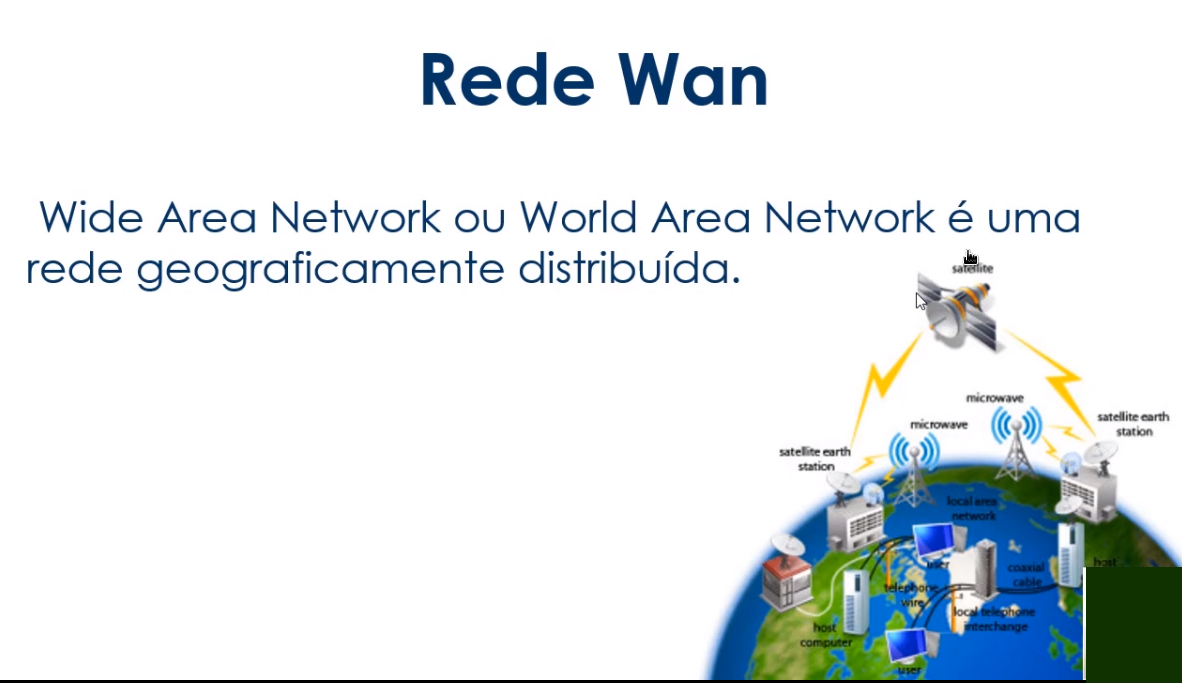 Rede Wan
Wide Area Network ou World Area Network é uma
rede geograficamente distribuída.
satellite
microwave
microwave
satellite earth
station
satellite earth
station
local area
network
user
coaxial
cable
host
telephone
wire
local telephone
interchange
host
computer
user